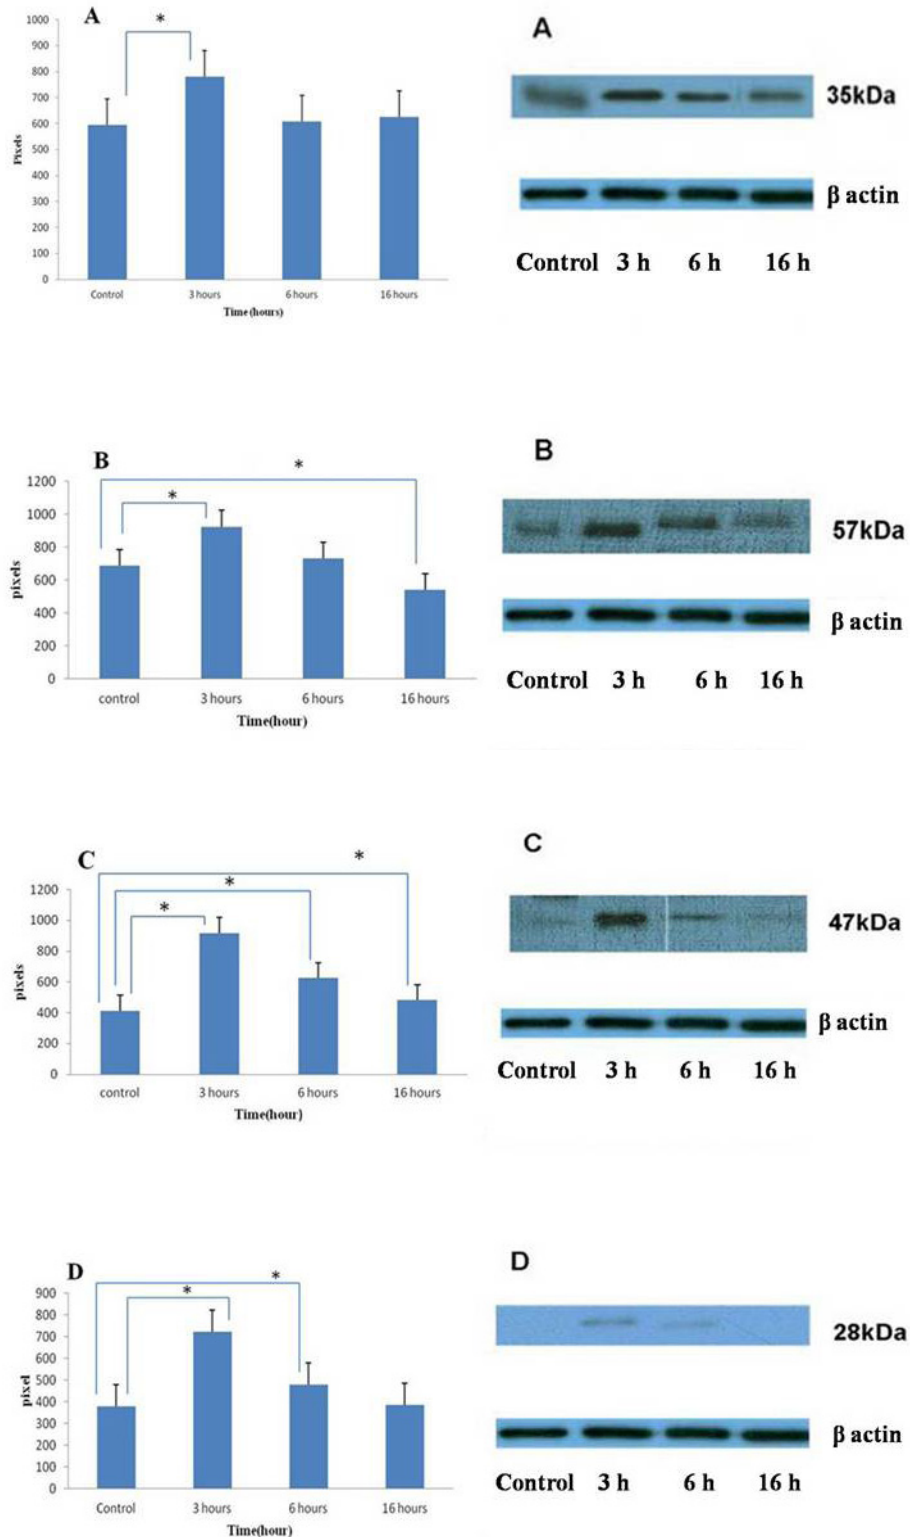 A
*
1000
900
800
700
600
500
400
300
200
100
0
Pixels
Control 3 hours 6 hours 16 hours
Time(hours)
A
35kDa
β actin
Control 3 h 6 h 16 h
B
*
*
1200
1000
800
600
400
200
0
pixels
control 3 hours 6 hours 16 hours
Time(hour)
B
57kDa
β actin
Control 3 h 6 h 16 h
C
*
*
*
1200
1000
800
600
400
200
0
pixels
control 3 hours 6 hours 16 hours
Time(hour)
C
47kDa
β actin
Control 3 h 6 h 16 h
D
*
*
900
800
700
600
500
400
300
200
100
0
pixel
Control 3 hours 6 hours 16 hours
Time(hour)
D
28kDa
β actin
Control 3 h 6 h 16 h